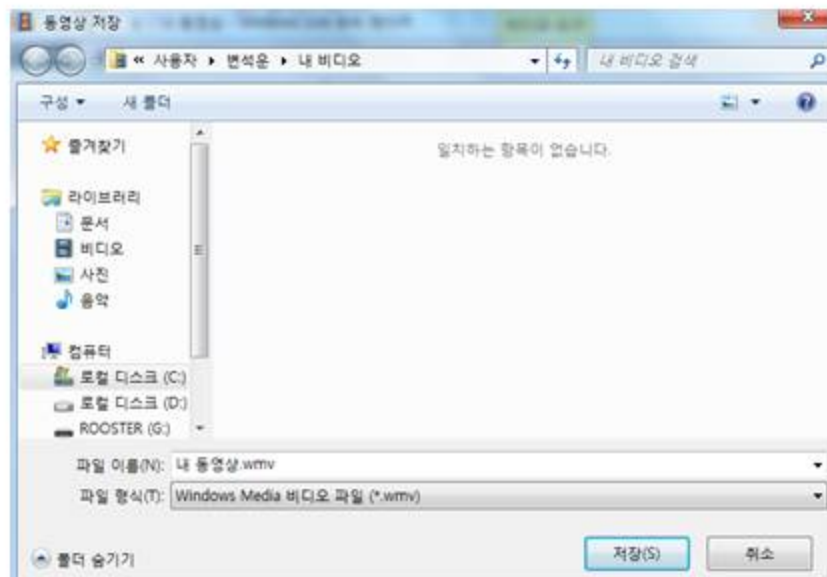 동영상 저장
« 사용자 ▸ 변석운 ▸ 내 비디오
내 비디오 검색
구성
새 폴더
즐겨찾기
일치하는 항목이 없습니다.
라이브러리
문서
비디오
사진
음악
컴퓨터
로컬 디스크 (C:)
로컬 디스크 (D:)
ROOSTER (G:)
파일 이름(N): 내 동영상.wmv
파일 형식(T): Windows Media 비디오 파일 (*.wmv)
폴더 숨기기
저장(S)
취소